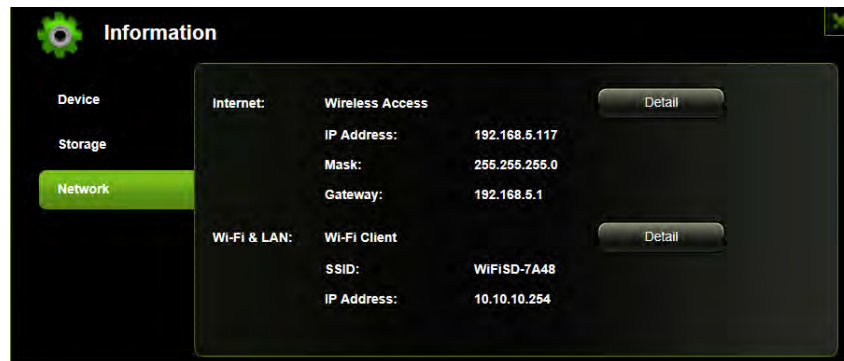 Information
Device
Storage
Network
Internet: Wireless Access Detail
IP Address: 192.168.5.117
Mask: 255.255.255.0
Gateway: 192.168.5.1
Wi-Fi & LAN: Wi-Fi Client Detail
SSID: WiFiSD-7A48
IP Address: 10.10.10.254